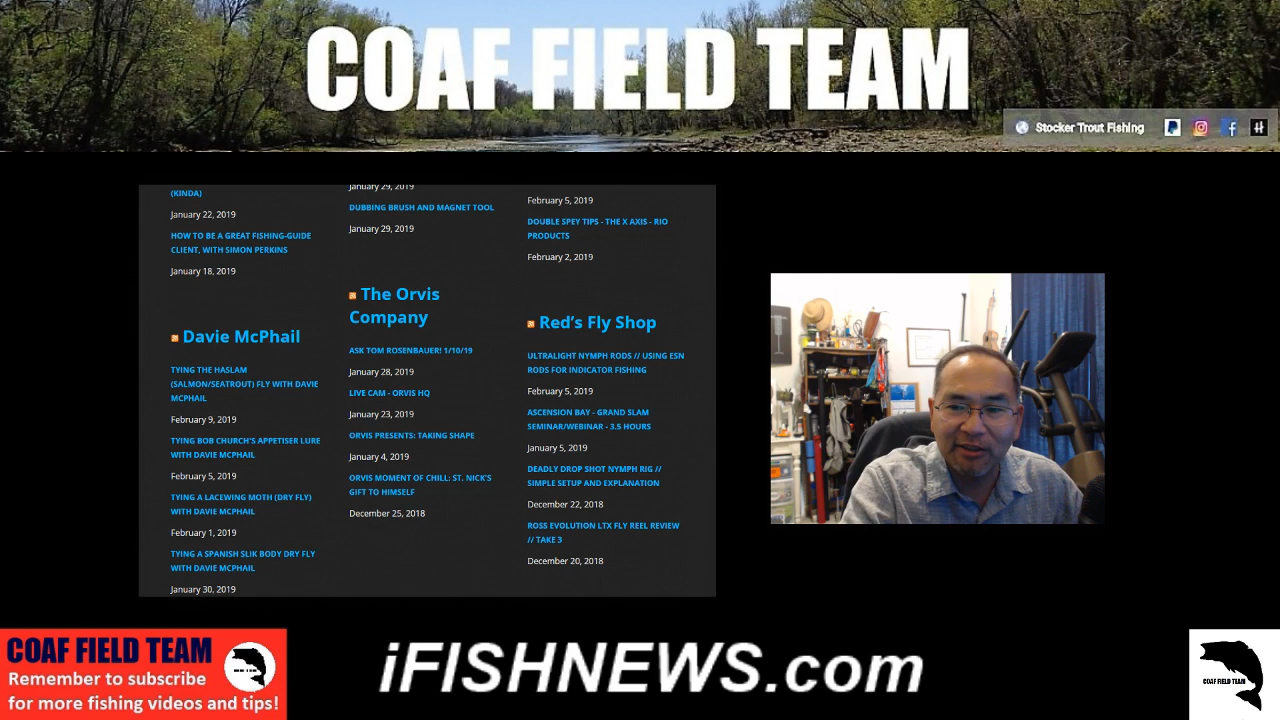 COAF FIELD TEAM
Stocker Trout Fishing
(KINDA)
January 22, 2019
HOW TO BE A GREAT FISHING-GUIDE
CLIENT, WITH SIMON PERKINS
January 18, 2019
Davie McPhail
TYING THE HASLAM
(SALMON/SEATROUT) FLY WITH DAVIE
MCPHAIL
February 9, 2019
TYING BOB CHURCH'S APPETISER LURE
WITH DAVIE MCPHAIL
February 5, 2019
TYING A LACEWING MOTH (DRY FLY)
WITH DAVIE MCPHAIL
February 1, 2019
TYING A SPANISH SLIK BODY DRY FLY
WITH DAVIE MCPHAIL
January 30, 2019
January 29, 2019
DUBBING BRUSH AND MAGNET TOOL
January 29, 2019
The Orvis
Company
ASK TOM ROSENBAUER! 1/10/19
January 28, 2019
LIVE CAM - ORVIS HQ
January 23, 2019
ORVIS PRESENTS: TAKING SHAPE
January 4, 2019
ORVIS MOMENT OF CHILL: ST. NICK'S
GIFT TO HIMSELF
December 25, 2018
February 5, 2019
DOUBLE SPEY TIPS - THE X AXIS - RIO
PRODUCTS
February 2, 2019
Red's Fly Shop
ULTRALIGHT NYMPH RODS // USING ESN
RODS FOR INDICATOR FISHING
February 5, 2019
ASCENSION BAY - GRAND SLAM
SEMINAR/WEBINAR - 3.5 HOURS
January 5, 2019
DEADLY DROP SHOT NYMPH RIG //
SIMPLE SETUP AND EXPLANATION
December 22, 2018
ROSS EVOLUTION LTX FLY REEL REVIEW
// TAKE 3
December 20, 2018
COAF FIELD TEAM
Remember to subscribe
for more fishing videos and tips!
iFISHNEWS.com
COAF FIELD TEAM